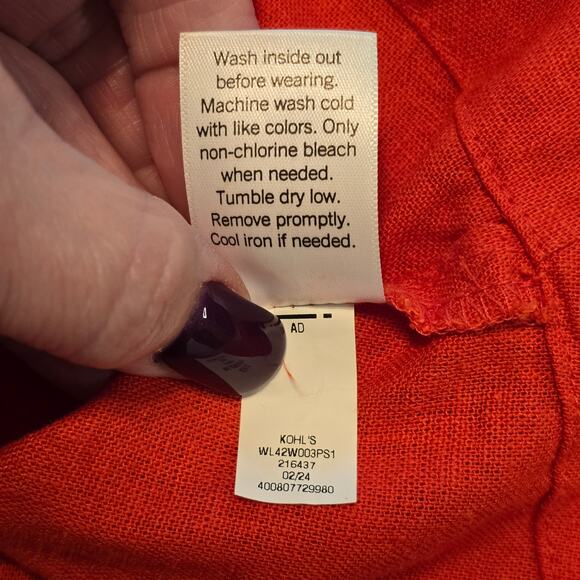 Wash inside out
before wearing.
Machine wash cold
with like colors. Only
non-chlorine bleach
when needed.
Tumble dry low.
Remove promptly.
Cool iron if needed.
AD
KOHL'S
WL42W003PS1
216437
02/24
400807729980